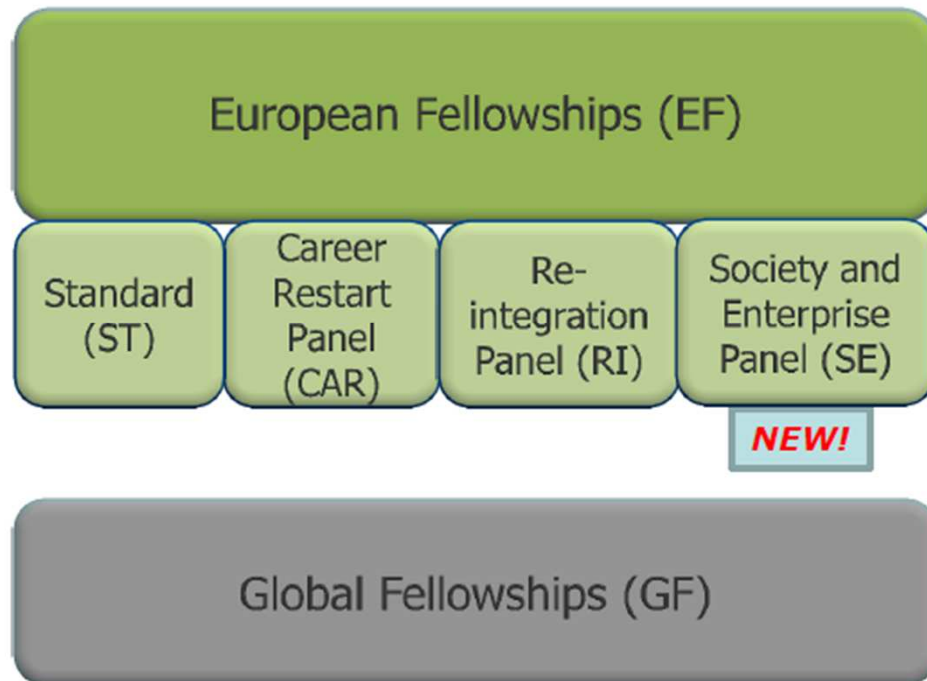 European Fellowships (EF)
Standard
(ST)
Career
Restart
Panel
(CAR)
Re-
integration
Panel (RI)
Society and
Enterprise
Panel (SE)
NEW!
Global Fellowships (GF)